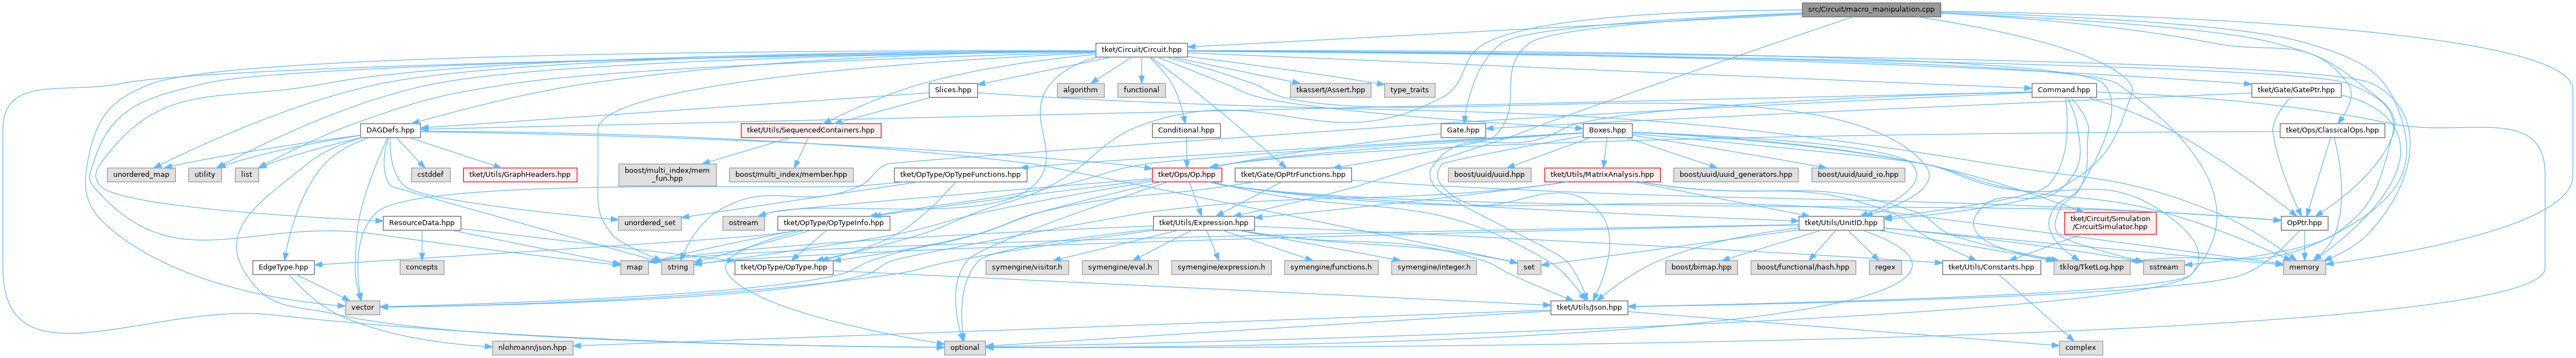 src/Circuit/macro_manipulation.cpp
tket/Circuit/Circuit.hpp
Slices.hpp
algorithm
functional
tkassert/Assert.hpp
type_traits
Command.hpp
tket/Gate/GatePtr.hpp
DAGDefs.hpp
tket/Utils/SequencedContainers.hpp
Conditional.hpp
Gate.hpp
Boxes.hpp
tket/Ops/ClassicalOps.hpp
unordered_map
utility
list
cstddef
tket/Utils/GraphHeaders.hpp
boost/multi_index/mem
_fun.hpp
boost/multi_index/member.hpp
tket/OpType/OpTypeFunctions.hpp
tket/Ops/Op.hpp
tket/Gate/OpPtrFunctions.hpp
boost/uuid/uuid.hpp
tket/Utils/MatrixAnalysis.hpp
boost/uuid/uuid_generators.hpp
boost/uuid/uuid_io.hpp
ResourceData.hpp
unordered_set
ostream
tket/OpType/OpTypeInfo.hpp
tket/Utils/Expression.hpp
tket/Utils/UnitID.hpp
tket/Circuit/Simulation
/CircuitSimulator.hpp
OpPtr.hpp
EdgeType.hpp
concepts
map
string
tket/OpType/OpType.hpp
symengine/visitor.h
symengine/eval.h
symengine/expression.h
symengine/functions.h
symengine/integer.h
set
boost/bimap.hpp
boost/functional/hash.hpp
regex
tket/Utils/Constants.hpp
tklog/TketLog.hpp
sstream
memory
vector
tket/Utils/Json.hpp
nlohmann/json.hpp
optional
complex